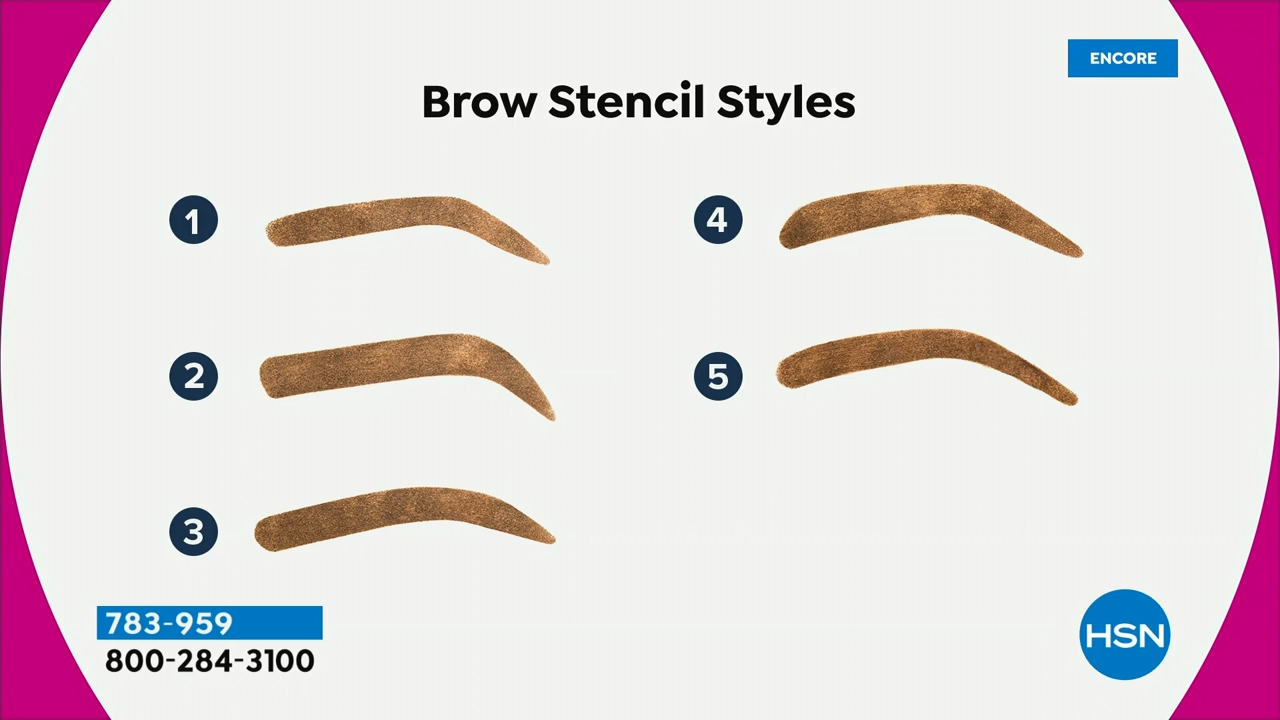 ENCORE
Brow Stencil Styles
1
2
3
4
5
783-959
800-284-3100
HSN